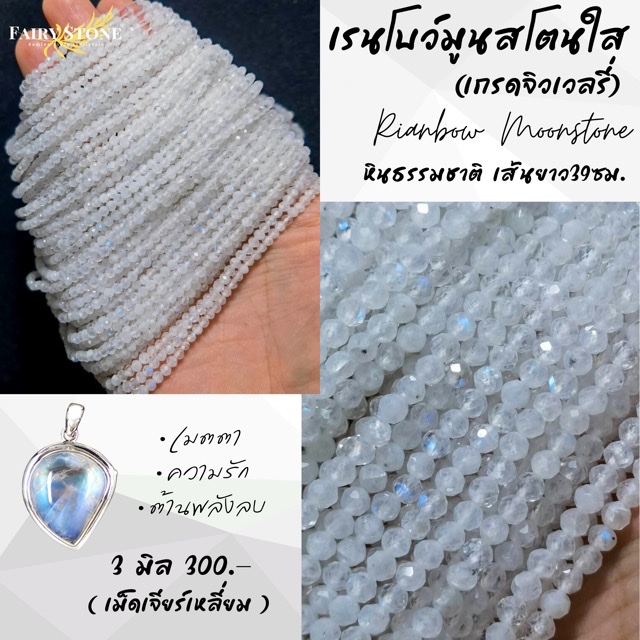 FAIRY STONE
เรนโบว์มูนสโตนใส
(เกรดจิวเวลรี่)
Rianbow Moonstone
หินธรรมชาติ เส้นยาว39ซม.
•เมตตา
•ความรัก
•ต้านพลังลบ
3 มิล 300.-
( เม็ดเจียร์เหลี่ยม )